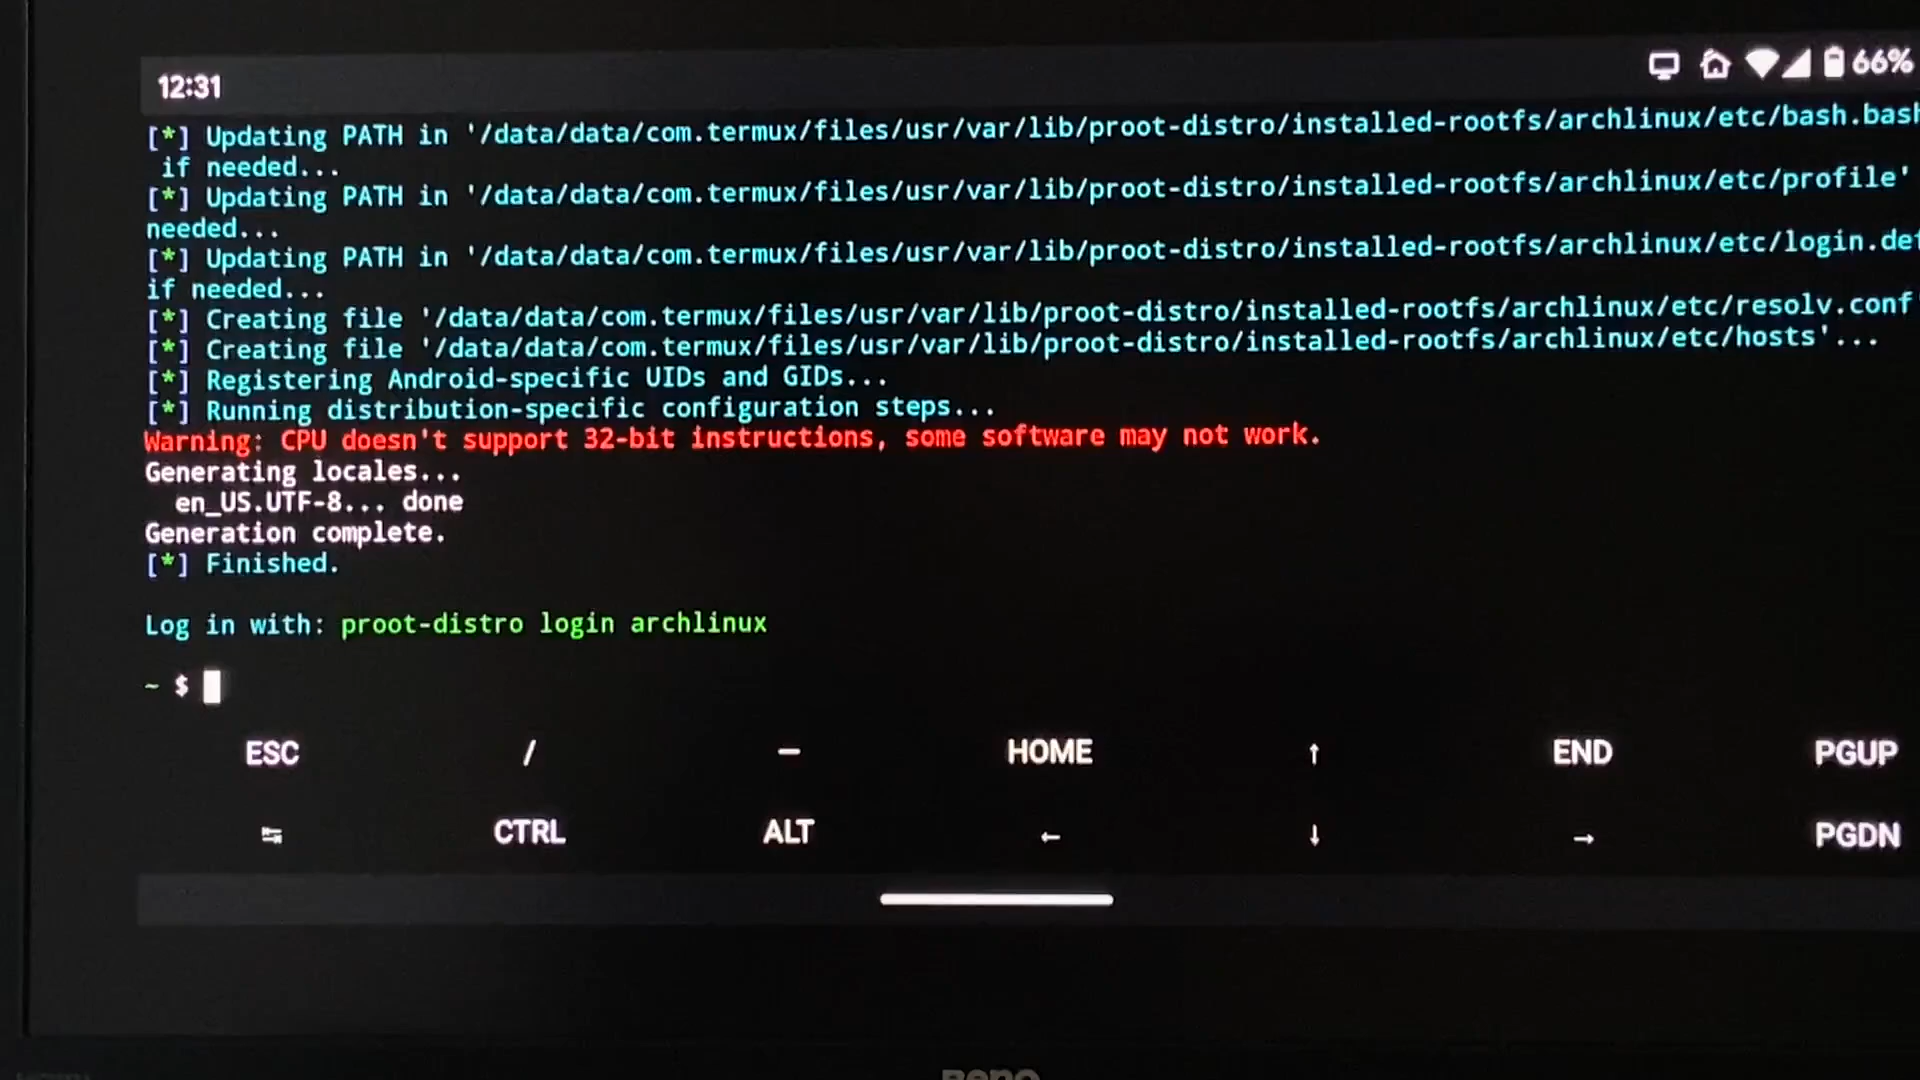 12:31
66%
[*] Updating PATH in '/data/data/com.termux/files/usr/var/lib/proot-distro/installed-rootfs/archlinux/etc/bash.bash
if needed...
[*] Updating PATH in '/data/data/com.termux/files/usr/var/lib/proot-distro/installed-rootfs/archlinux/etc/profile'
needed...
[*] Updating PATH in '/data/data/com.termux/files/usr/var/lib/proot-distro/installed-rootfs/archlinux/etc/login.def
if needed...
[*] Creating file '/data/data/com.termux/files/usr/var/lib/proot-distro/installed-rootfs/archlinux/etc/resolv.conf'
[*] Creating file '/data/data/com.termux/files/usr/var/lib/proot-distro/installed-rootfs/archlinux/etc/hosts'...
[*] Registering Android-specific UIDs and GIDs...
[*] Running distribution-specific configuration steps...
Warning: CPU doesn't support 32-bit instructions, some software may not work.
Generating locales...
en_US.UTF-8... done
Generation complete.
[*] Finished.
Log in with: proot-distro login archlinux
~ $
ESC / — HOME ↑ END PGUP
↹ CTRL ALT ← ↓ → PGDN